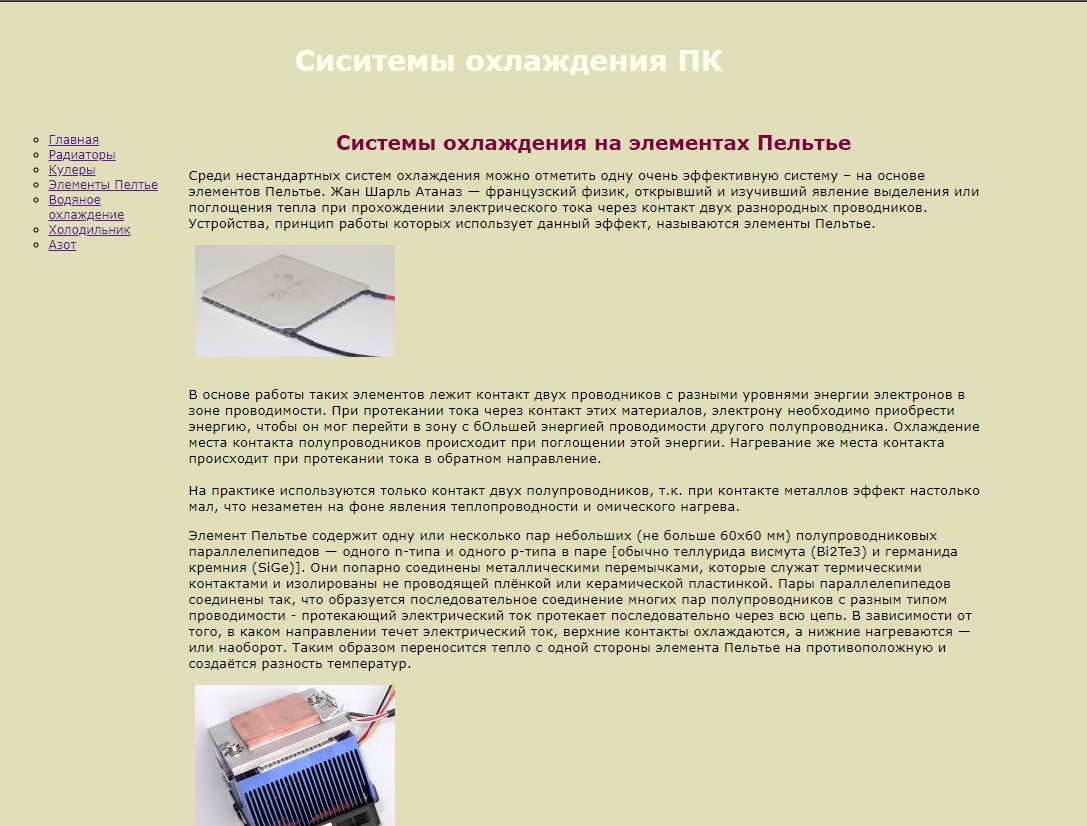 Сиситемы охлаждения ПК
Главная
Радиаторы
Кулеры
Элементы Пелтье
Водяное
охлаждение
Холодильник
Азот
Системы охлаждения на элементах Пельтье
Среди нестандартных систем охлаждения можно отметить одну очень эффективную систему – на основе
элементов Пельтье. Жан Шарль Атаназ — французский физик, открывший и изучивший явление выделения или
поглощения тепла при прохождении электрического тока через контакт двух разнородных проводников.
Устройства, принцип работы которых использует данный эффект, называются элементы Пельтье.
В основе работы таких элементов лежит контакт двух проводников с разными уровнями энергии электронов в
зоне проводимости. При протекании тока через контакт этих материалов, электрону необходимо приобрести
энергию, чтобы он мог перейти в зону с бОльшей энергией проводимости другого полупроводника. Охлаждение
места контакта полупроводников происходит при поглощении этой энергии. Нагревание же места контакта
происходит при протекании тока в обратном направление.
На практике используются только контакт двух полупроводников, т.к. при контакте металлов эффект настолько
мал, что незаметен на фоне явления теплопроводности и омического нагрева.
Элемент Пельтье содержит одну или несколько пар небольших (не больше 60х60 мм) полупроводниковых
параллелепипедов — одного n-типа и одного p-типа в паре [обычно теллурида висмута (Bi2Te3) и германида
кремния (SiGe)]. Они попарно соединены металлическими перемычками, которые служат термическими
контактами и изолированы не проводящей плёнкой или керамической пластинкой. Пары параллелепипедов
соединены так, что образуется последовательное соединение многих пар полупроводников с разным типом
проводимости - протекающий электрический ток протекает последовательно через всю цепь. В зависимости от
того, в каком направлении течет электрический ток, верхние контакты охлаждаются, а нижние нагреваются —
или наоборот. Таким образом переносится тепло с одной стороны элемента Пельтье на противоположную и
создаётся разность температур.